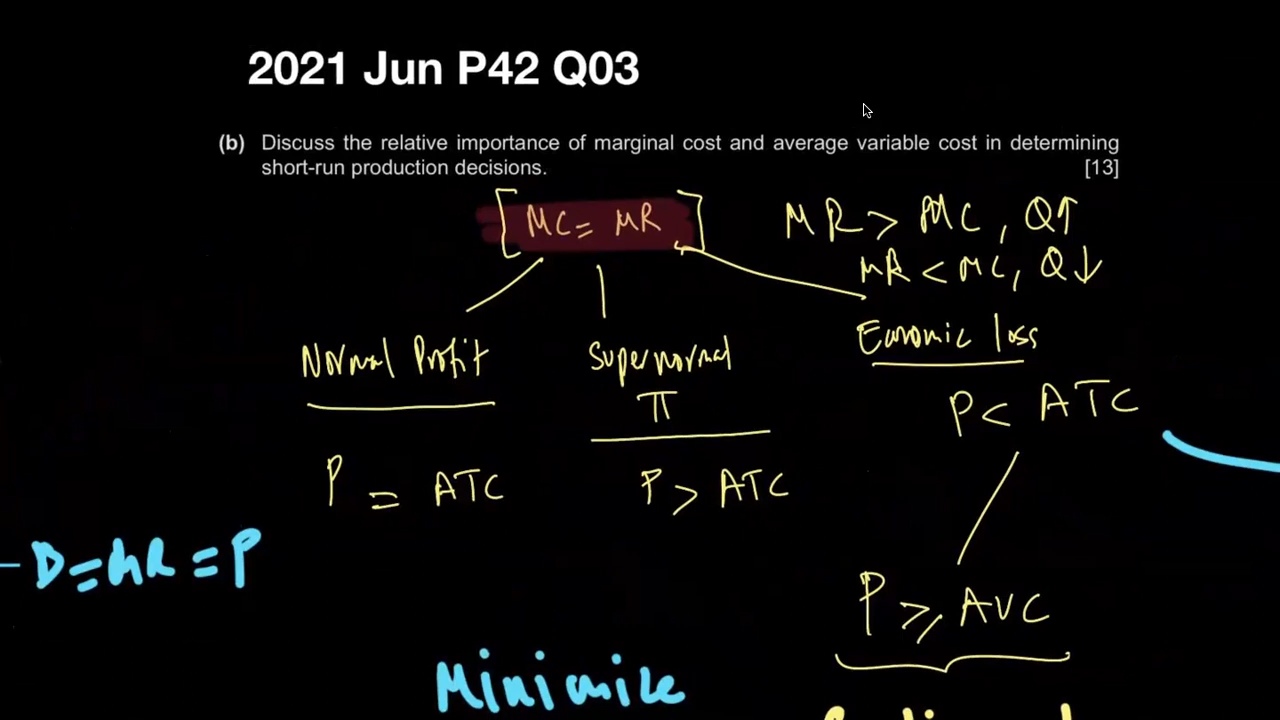 2021 Jun P42 Q03
(b) Discuss the relative importance of marginal cost and average variable cost in determining
short-run production decisions. [13]
[MC = MR]
MR > MC, Q↑
MR < MC, Q↓
Normal Profit
Supernormal
π
Economic loss
P < ATC
P = ATC
P > ATC
D = MR = P
P ≥ AVC
Minimize